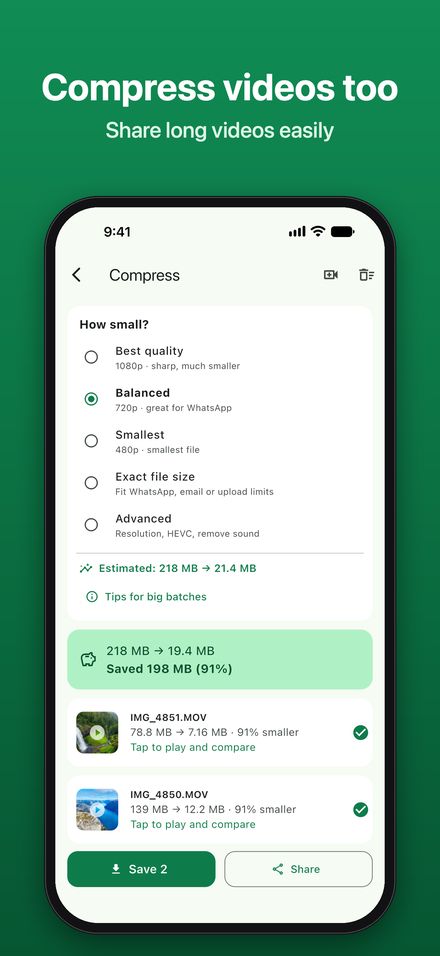 Compress videos too
Share long videos easily
9:41
Compress
How small?
Best quality
1080p · sharp, much smaller
Balanced
720p · great for WhatsApp
Smallest
480p · smallest file
Exact file size
Fit WhatsApp, email or upload limits
Advanced
Resolution, HEVC, remove sound
Estimated: 218 MB → 21.4 MB
Tips for big batches
218 MB → 19.4 MB
Saved 198 MB (91%)
IMG_4851.MOV
78.8 MB → 7.16 MB · 91% smaller
Tap to play and compare
IMG_4850.MOV
139 MB → 12.2 MB · 91% smaller
Tap to play and compare
Save 2
Share